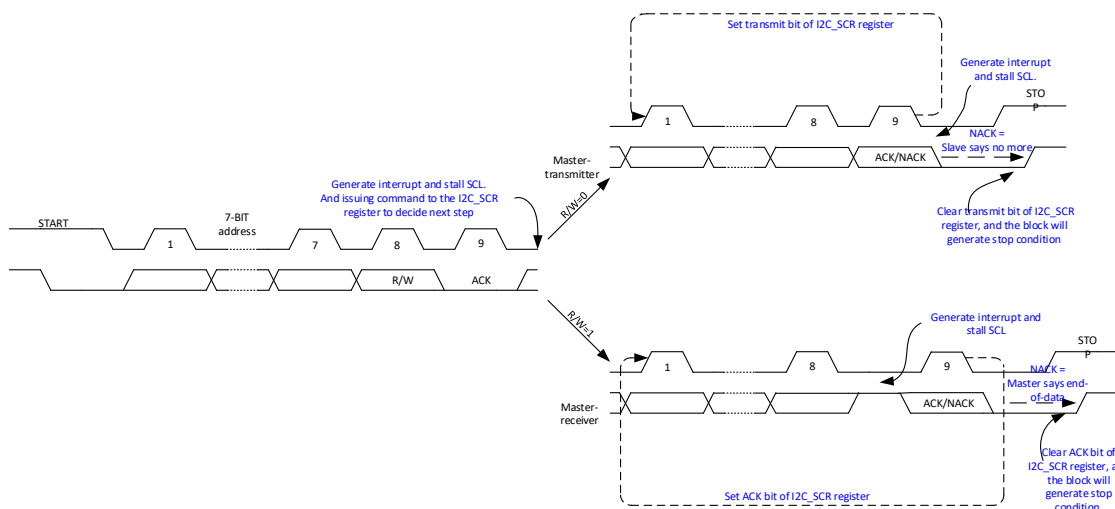 Set transmit bit of I2C_SCR register
Generate interrupt
and stall SCL.
STO
P
1
8
9
NACK =
Slave says no more
ACK/NACK
Master-
transmitter
R/W=0
Clear transmit bit of I2C_SCR
register, and the block will
generate stop condition
Generate interrupt and stall SCL.
And issuing command to the I2C_SCR
register to decide next step
START
7-BIT
address
1
7
8
9
R/W
ACK
R/W=1
Generate interrupt and
stall SCL
STO
P
1
8
9
NACK =
Master says end-
of-data
ACK/NACK
Master-
receiver
Clear ACK bit of
I2C_SCR register, a
the block will
generate stop
condition
Set ACK bit of I2C_SCR register